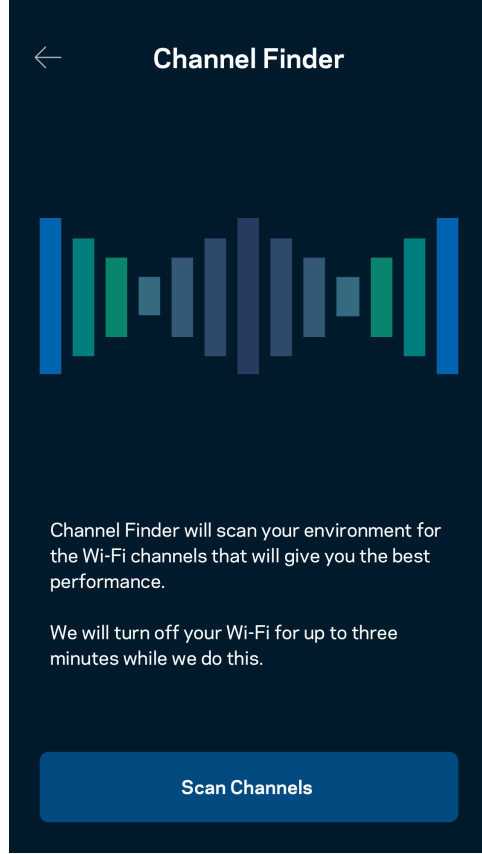 Channel Finder
Channel Finder will scan your environment for
the Wi-Fi channels that will give you the best
performance.
We will turn off your Wi-Fi for up to three
minutes while we do this.
Scan Channels